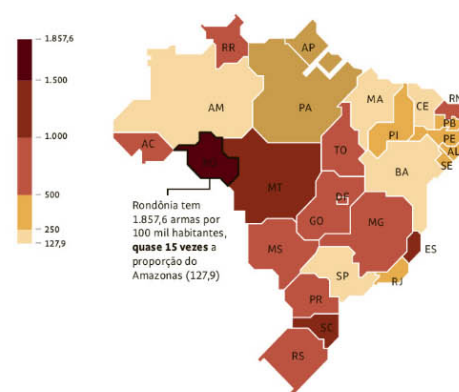 1.857,6
1.500
1.000
500
250
127,9
RR
AP
AM
PA
MA
CE
RN
PB
PE
AL
SE
PI
AC
TO
BA
MT
Rondônia tem
1.857,6 armas por
100 mil habitantes,
quase 15 vezes a
proporção do
Amazonas (127,9)
DF
GO
MG
ES
MS
SP
RJ
PR
SC
RS